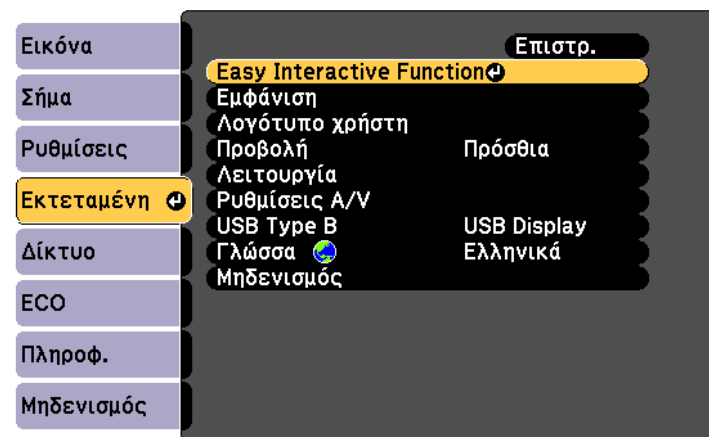 Εικόνα
Σήμα
Ρυθμίσεις
Εκτεταμένη
Δίκτυο
ECO
Πληροφ.
Μηδενισμός
Επιστρ.
Easy Interactive Function
Εμφάνιση
Λογότυπο χρήστη
Προβολή Πρόσθια
Λειτουργία
Ρυθμίσεις A/V
USB Type B USB Display
Γλώσσα Ελληνικά
Μηδενισμός